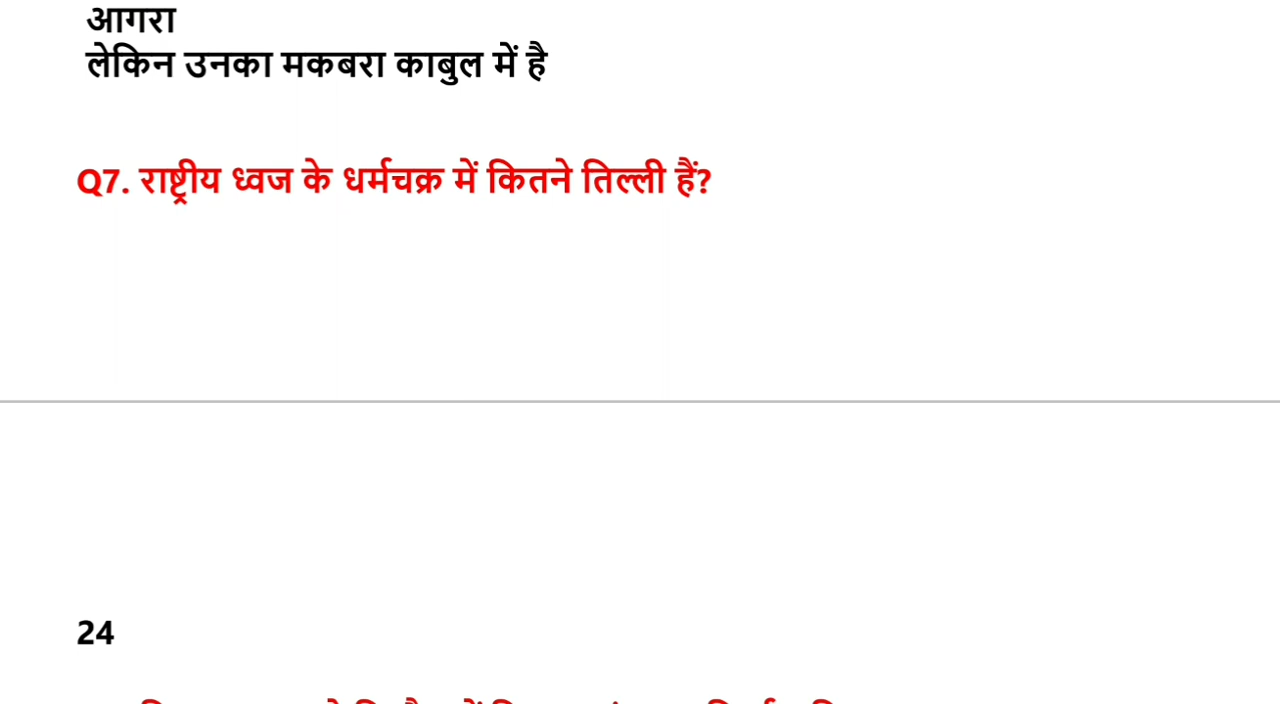 आगरा
लेकिन उनका मकबरा काबुल में है
Q7. राष्ट्रीय ध्वज के धर्मचक्र में कितने तिल्ली हैं?
24